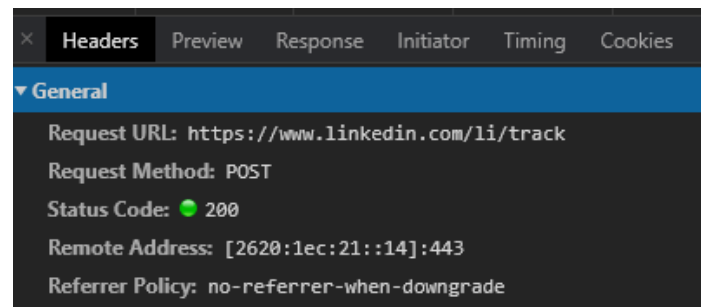 × Headers Preview Response Initiator Timing Cookies
▼ General
Request URL: https://www.linkedin.com/li/track
Request Method: POST
Status Code: 200
Remote Address: [2620:1ec:21::14]:443
Referrer Policy: no-referrer-when-downgrade